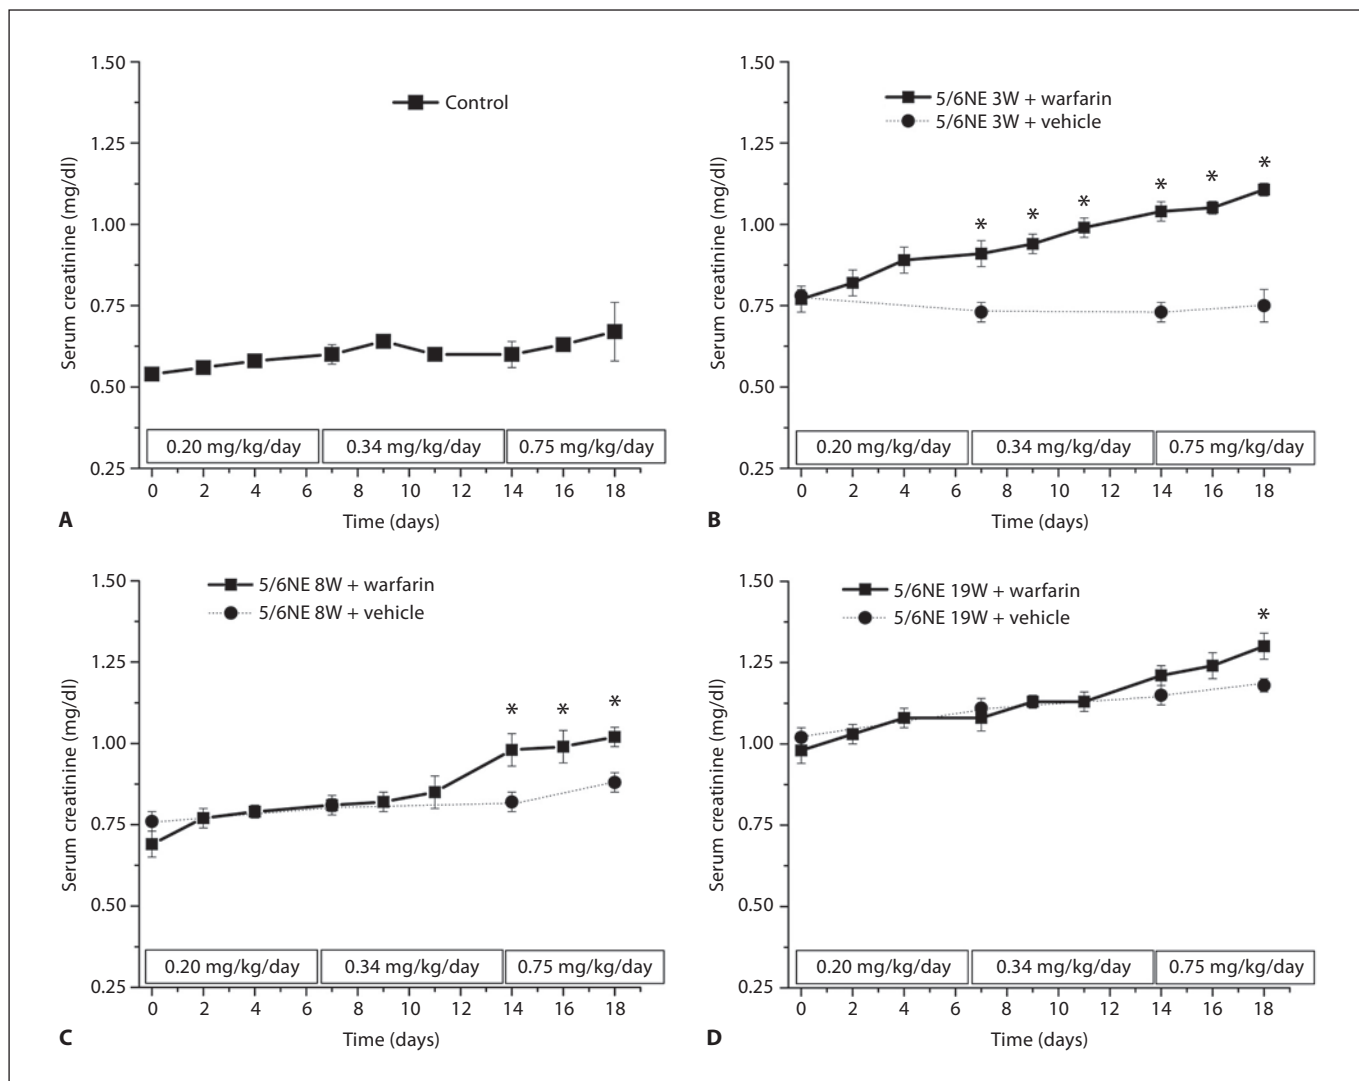 1.50
1.25
1.00
0.75
0.50
0.25
Serum creatinine (mg/dl)
Control
0.20 mg/kg/day
0.34 mg/kg/day
0.75 mg/kg/day
0 2 4 6 8 10 12 14 16 18
Time (days)
A
1.50
1.25
1.00
0.75
0.50
0.25
Serum creatinine (mg/dl)
5/6NE 3W + warfarin
5/6NE 3W + vehicle
* * * * * *
0.20 mg/kg/day
0.34 mg/kg/day
0.75 mg/kg/day
0 2 4 6 8 10 12 14 16 18
Time (days)
B
1.50
1.25
1.00
0.75
0.50
0.25
Serum creatinine (mg/dl)
5/6NE 8W + warfarin
5/6NE 8W + vehicle
* * *
0.20 mg/kg/day
0.34 mg/kg/day
0.75 mg/kg/day
0 2 4 6 8 10 12 14 16 18
Time (days)
C
1.50
1.25
1.00
0.75
0.50
0.25
Serum creatinine (mg/dl)
5/6NE 19W + warfarin
5/6NE 19W + vehicle
*
0.20 mg/kg/day
0.34 mg/kg/day
0.75 mg/kg/day
0 2 4 6 8 10 12 14 16 18
Time (days)
D